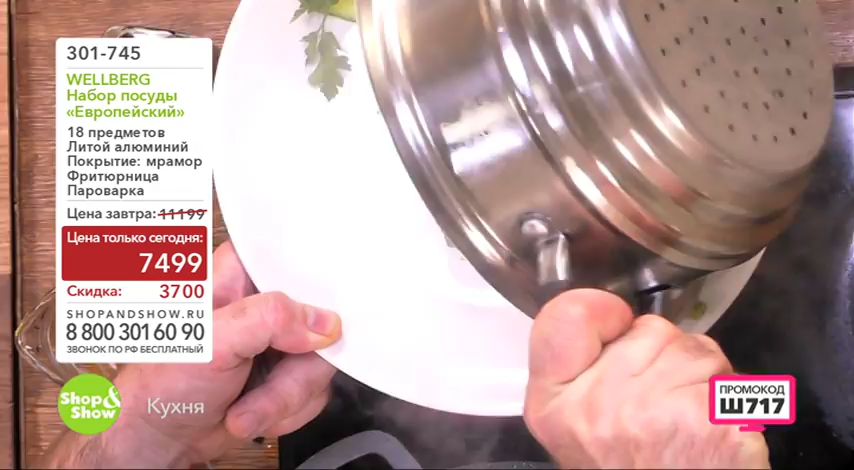 301-745
WELLBERG
Набор посуды
«Европейский»
18 предметов
Литой алюминий
Покрытие: мрамор
Фритюрница
Пароварка
Цена завтра: 11199
Цена только сегодня:
7499
Скидка: 3700
SHOPANDSHOW.RU
8 800 301 60 90
ЗВОНОК ПО РФ БЕСПЛАТНЫЙ
Shop&
Show
Кухня
ПРОМОКОД
Ш717